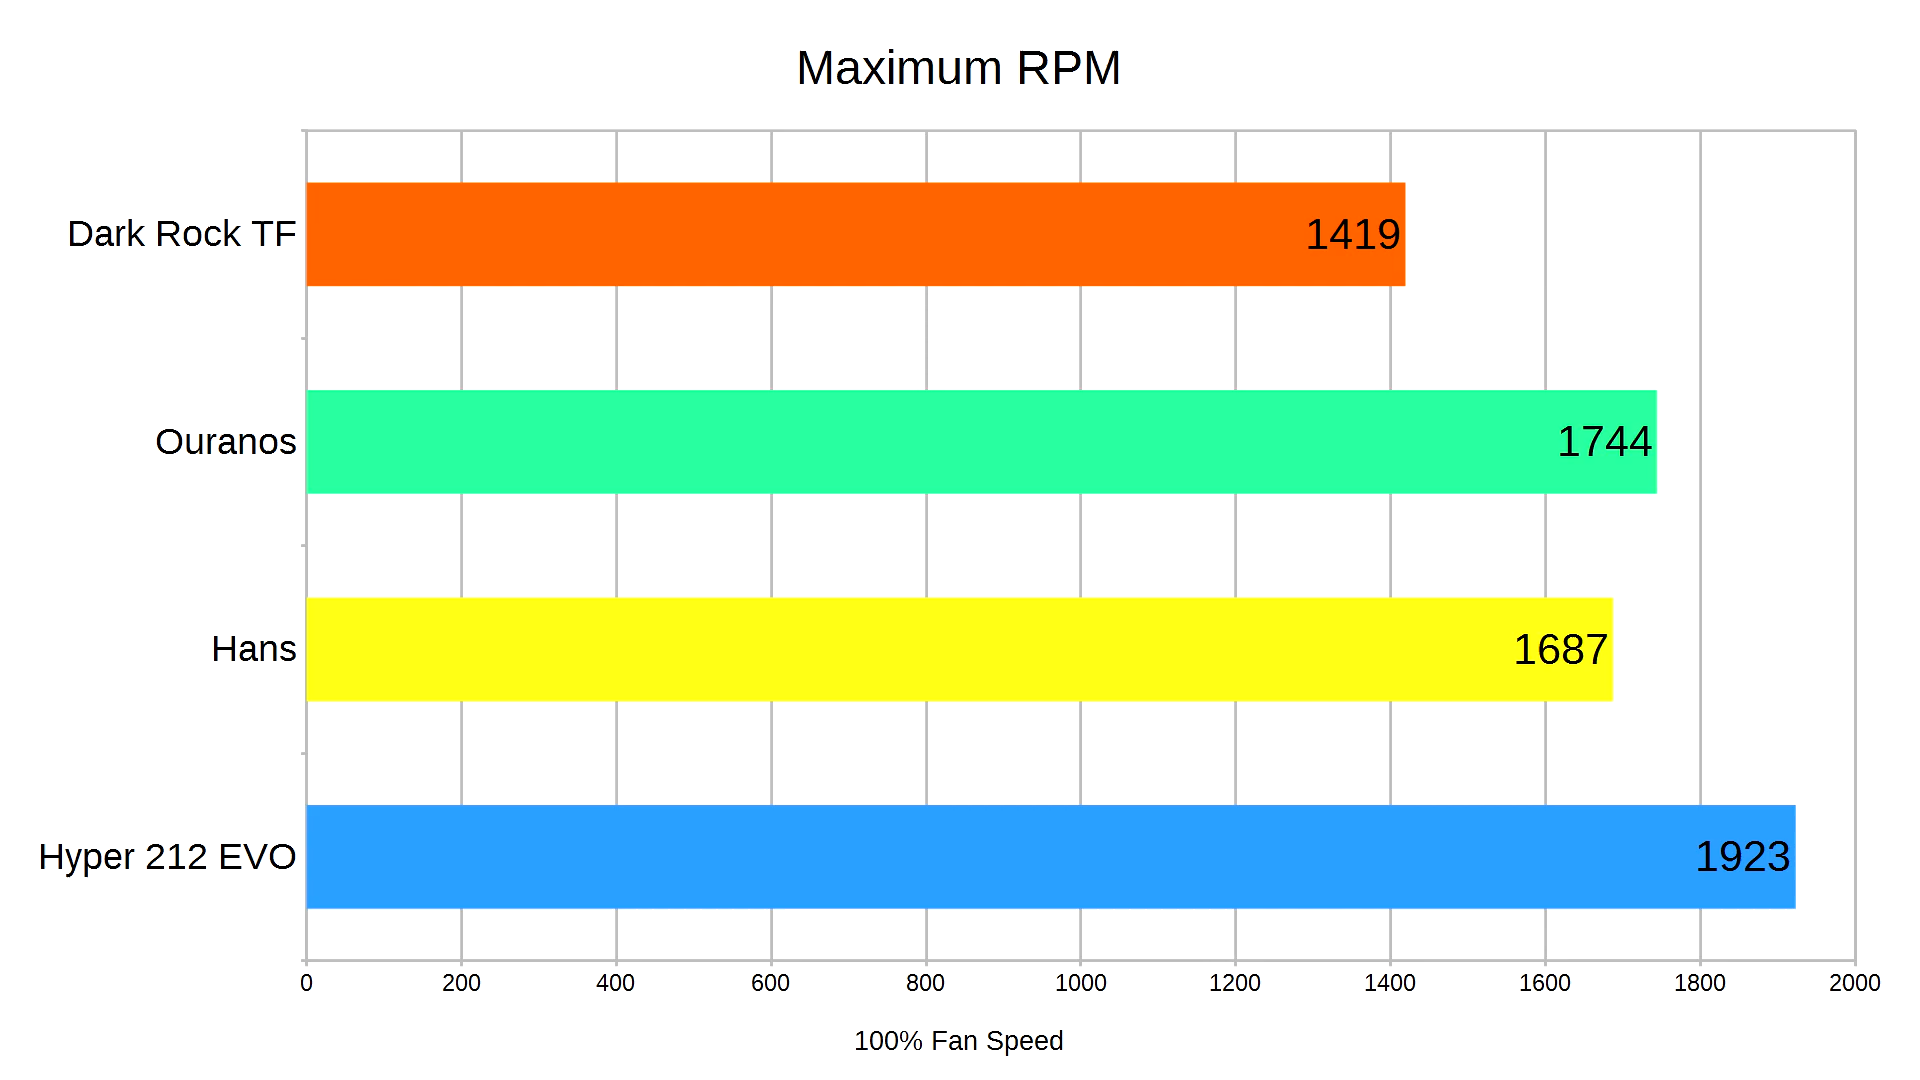 Maximum RPM
Dark Rock TF
1419
Ouranos
1744
Hans
1687
Hyper 212 EVO
1923
0 200 400 600 800 1000 1200 1400 1600 1800 2000
100% Fan Speed